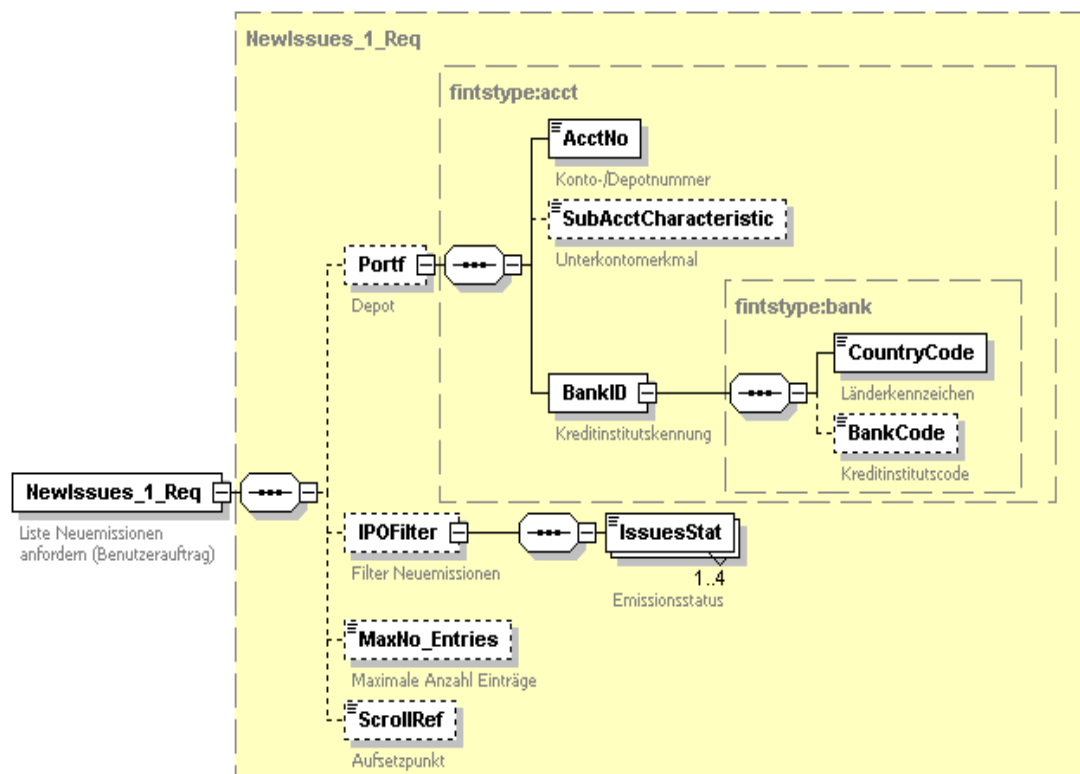 NewIssues_1_Req
fintstype:acct
AcctNo
Konto-/Depotnummer
SubAcctCharacteristic
Unterkontomerkmal
Portf
Depot
fintstype:bank
CountryCode
Länderkennzeichen
BankID
Kreditinstitutskennung
BankCode
Kreditinstitutscode
NewIssues_1_Req
Liste Neuemissionen
anfordern (Benutzerauftrag)
IPOFilter
Filter Neuemissionen
IssuesStat
1..4
Emissionsstatus
MaxNo_Entries
Maximale Anzahl Einträge
ScrollRef
Aufsetzpunkt